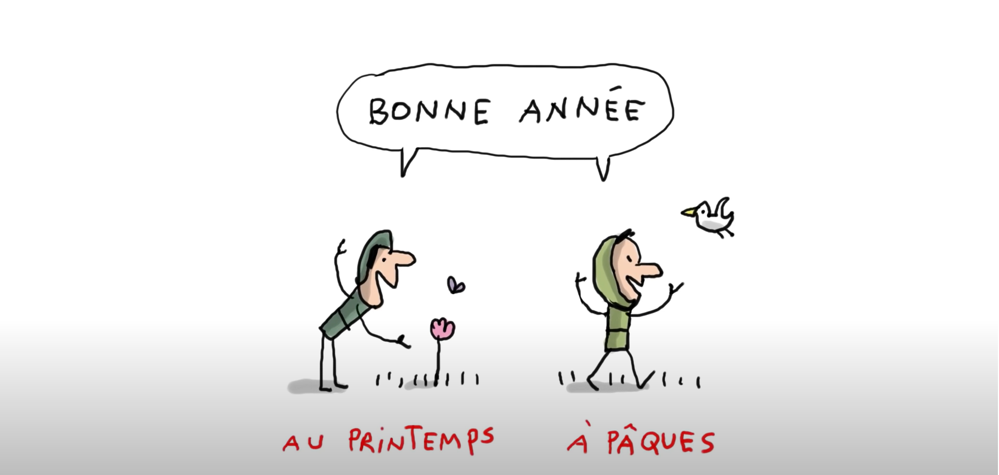 BONNE ANNÉE
AU PRINTEMPS
À PÂQUES